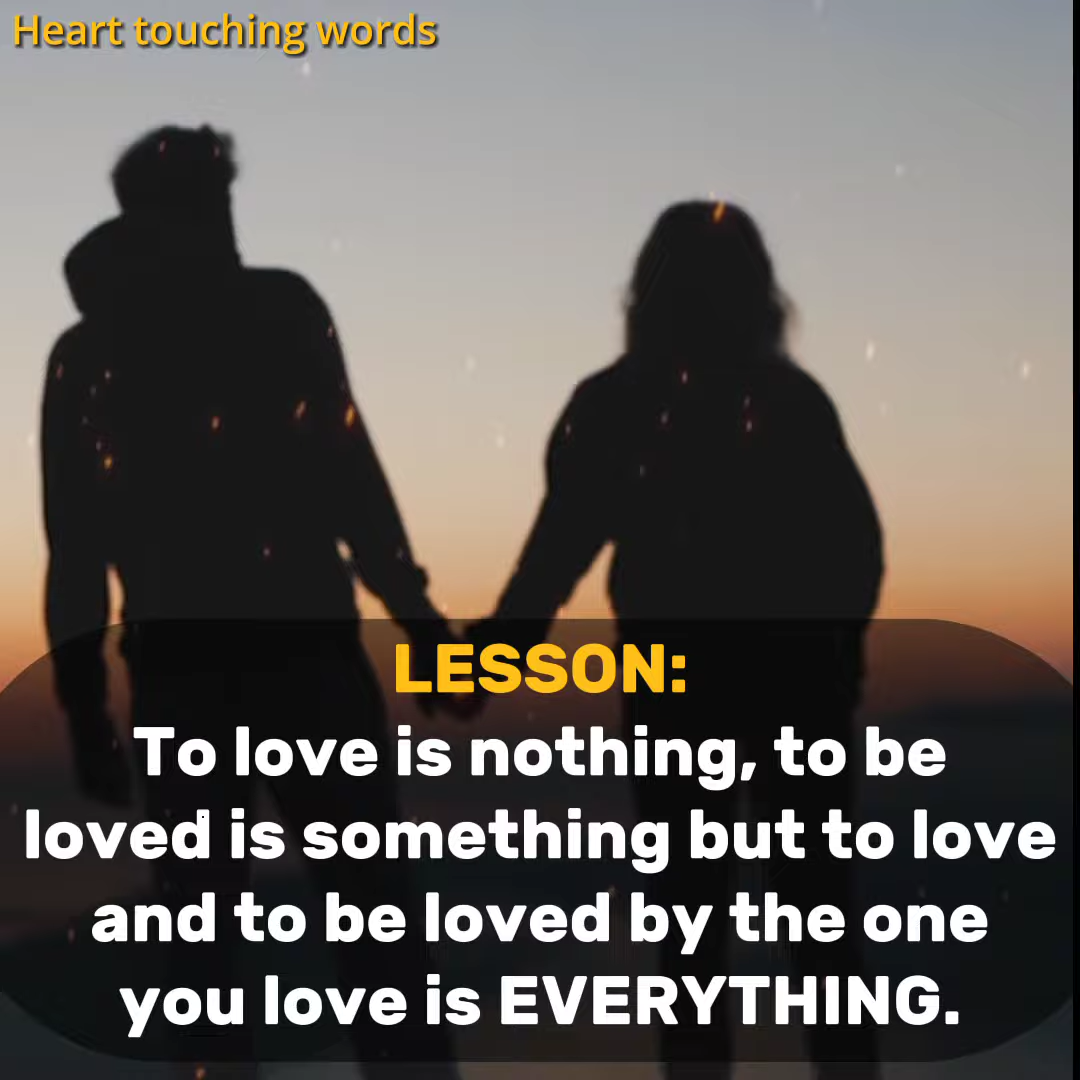 Heart touching words
LESSON:
To love is nothing, to be
loved is something but to love
and to be loved by the one
you love is EVERYTHING.